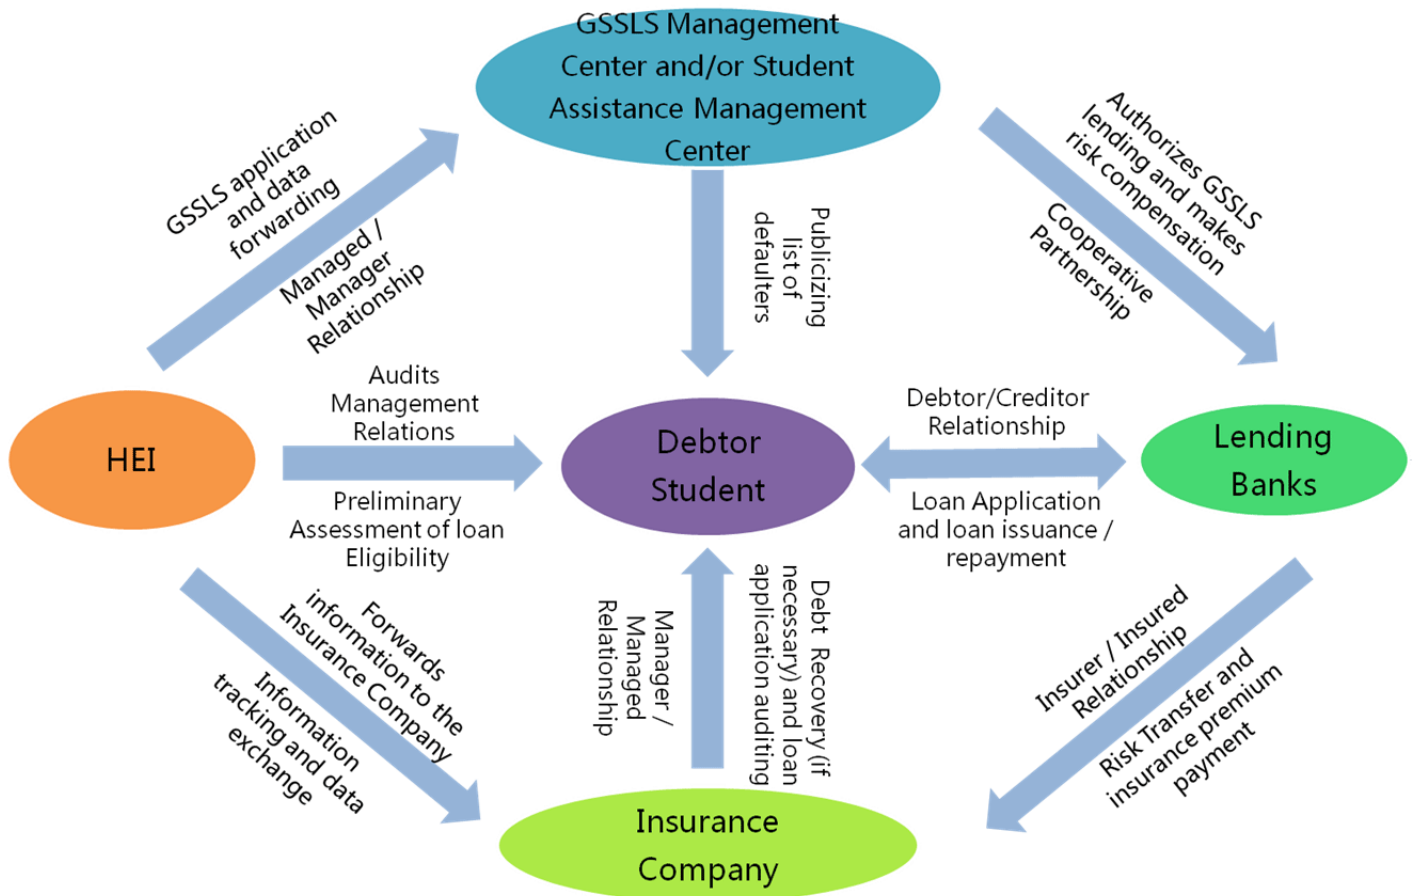 GSSLS Management
Center and/or Student
Assistance Management
Center
GSSLS application
and data
forwarding
Managed /
Manager
Relationship
Publicizing
list of
defaulters
Authorizes GSSLS
lending and makes
risk compensation
Cooperative
Partnership
HEI
Audits
Management
Relations
Preliminary
Assessment of loan
Eligibility
Debtor
Student
Debtor/Creditor
Relationship
Loan Application
and loan issuance /
repayment
Lending
Banks
Forwards
information to the
Insurance Company
Information
tracking and data
exchange
Manager /
Managed
Relationship
Debt Recovery (if
necessary) and loan
application auditing
Insurer / Insured
Relationship
Risk Transfer and
insurance premium
payment
Insurance
Company